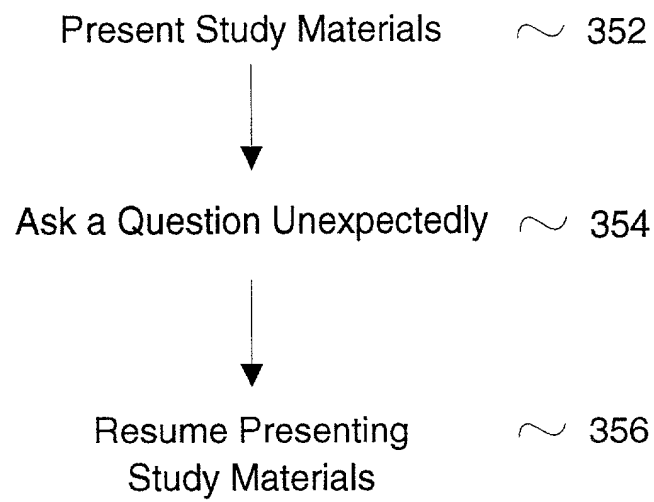 Present Study Materials 352
Ask a Question Unexpectedly 354
Resume Presenting 356
Study Materials